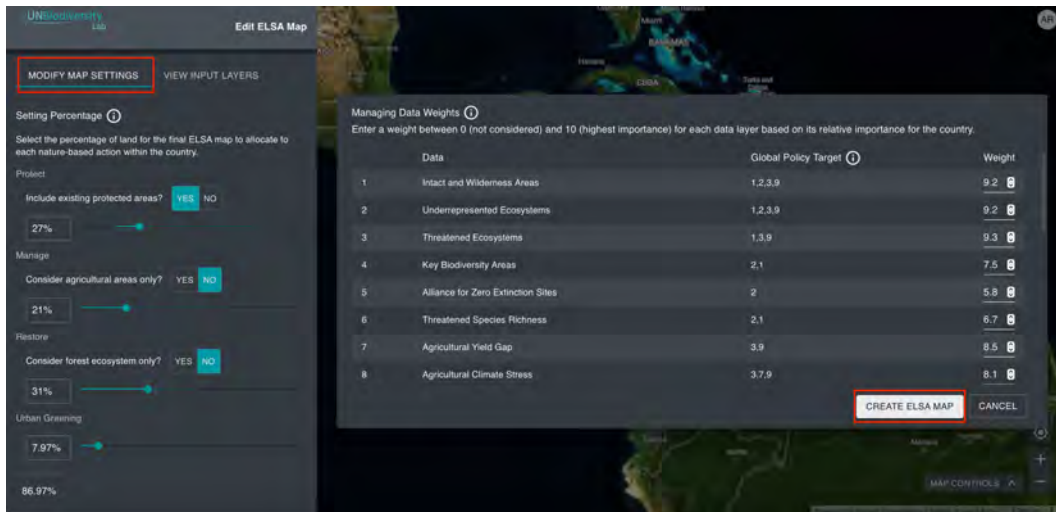 UNBiodiversity
Lab
Edit ELSA Map
MODIFY MAP SETTINGS
VIEW INPUT LAYERS
Setting Percentage
Select the percentage of land for the final ELSA map to allocate to
each nature-based action within the country.
Protect
Include existing protected areas? YES NO
27%
Manage
Consider agricultural areas only? YES NO
21%
Restore
Consider forest ecosystem only? YES NO
31%
Urban Greening
7.97%
86.97%
Miami
BAHAMAS
Havana
CUBA
Turks and
AR
Managing Data Weights
Enter a weight between 0 (not considered) and 10 (highest importance) for each data layer based on its relative importance for the country.
Data Global Policy Target Weight
1 Intact and Wilderness Areas 1,2,3,9 9.2
2 Underrepresented Ecosystems 1,2,3,9 9.2
3 Threatened Ecosystems 1,3,9 9.3
4 Key Biodiversity Areas 2,1 7.5
5 Alliance for Zero Extinction Sites 2 5.8
6 Threatened Species Richness 2,1 6.7
7 Agricultural Yield Gap 3,9 8.5
8 Agricultural Climate Stress 3,7,9 8.1
CREATE ELSA MAP
CANCEL
MAP CONTROLS